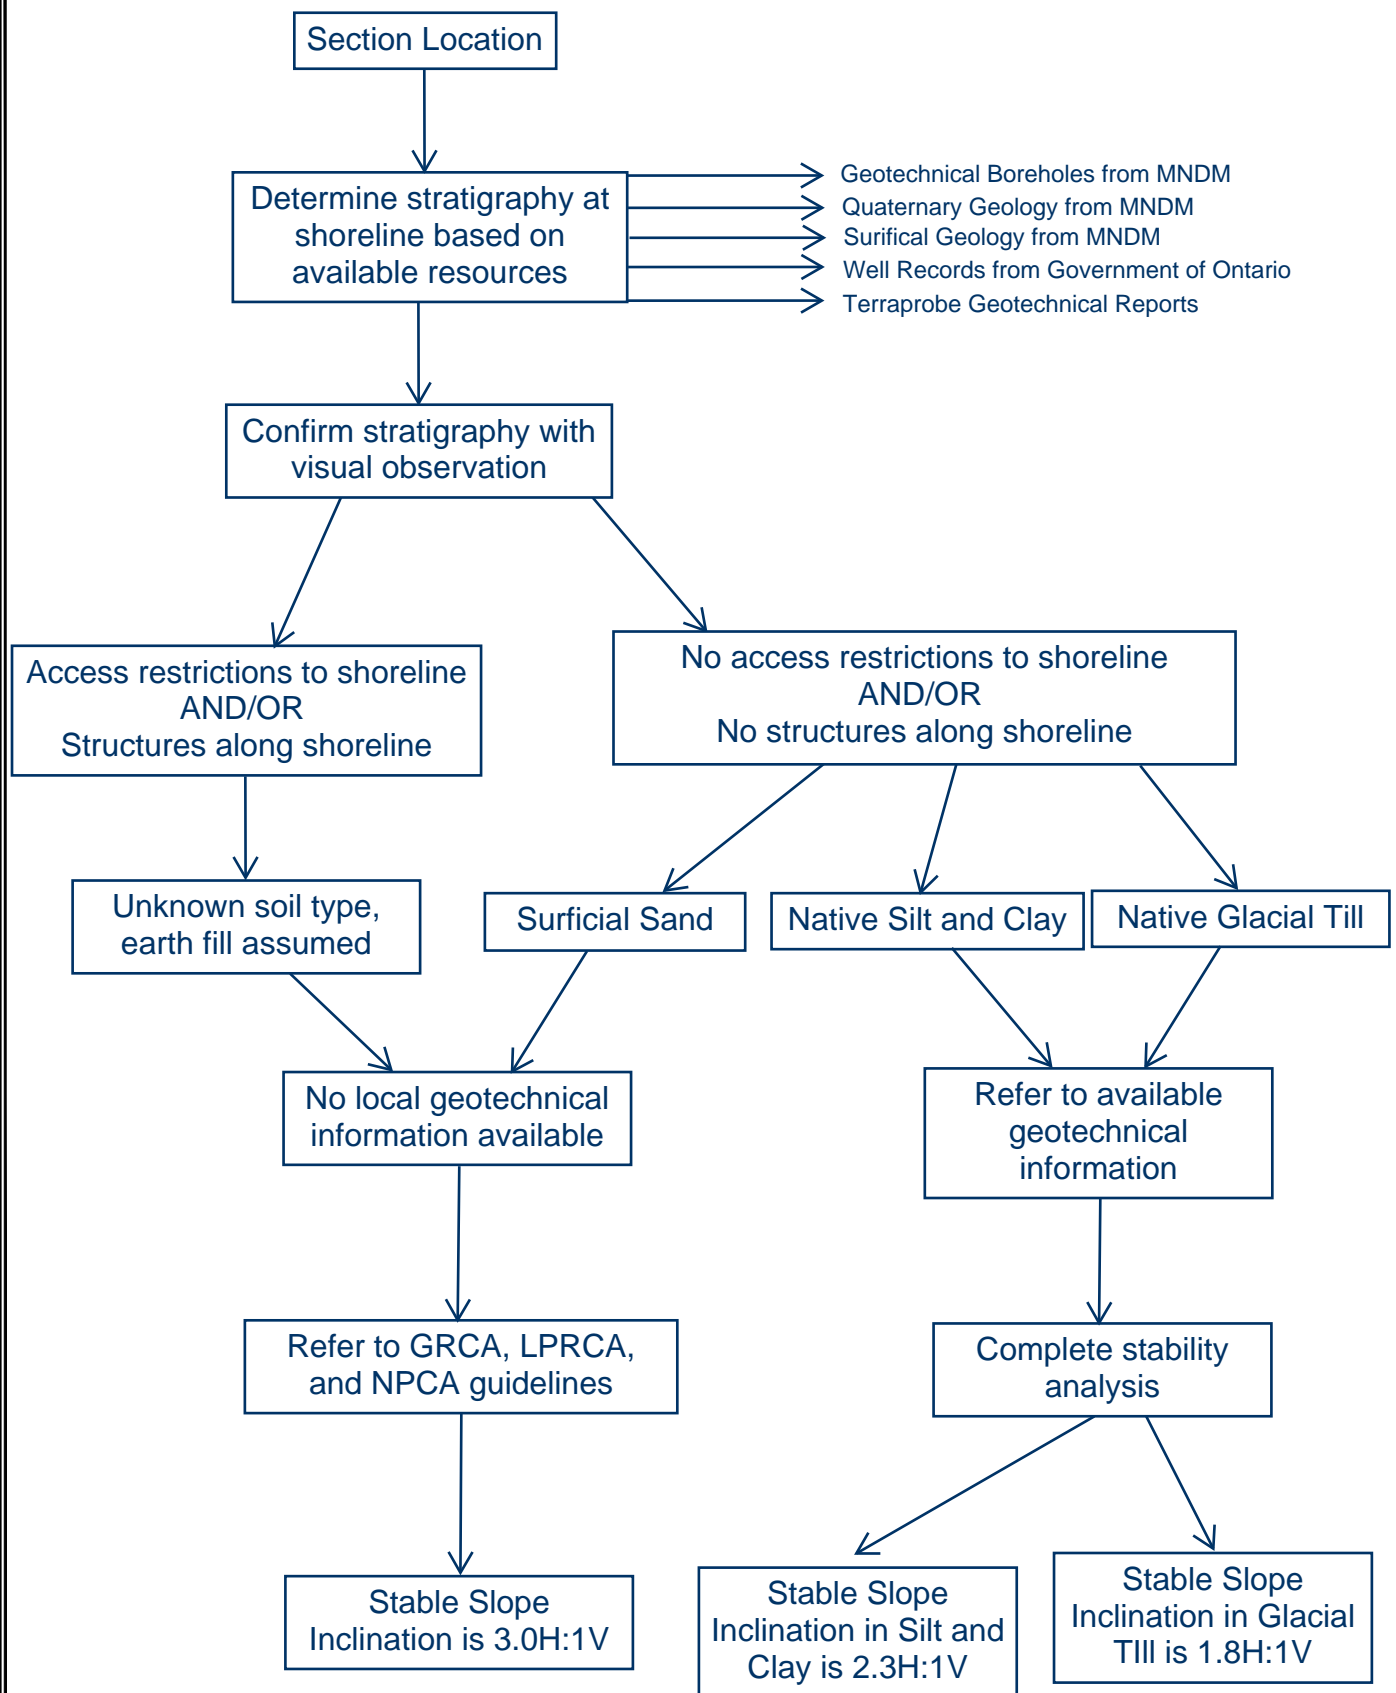 Section Location
Determine stratigraphy at
shoreline based on
available resources
Geotechnical Boreholes from MNDM
Quaternary Geology from MNDM
Surifical Geology from MNDM
Well Records from Government of Ontario
Terraprobe Geotechnical Reports
Confirm stratigraphy with
visual observation
Access restrictions to shoreline
AND/OR
Structures along shoreline
No access restrictions to shoreline
AND/OR
No structures along shoreline
Unknown soil type,
earth fill assumed
Surficial Sand
Native Silt and Clay
Native Glacial Till
No local geotechnical
information available
Refer to available
geotechnical
information
Refer to GRCA, LPRCA,
and NPCA guidelines
Complete stability
analysis
Stable Slope
Inclination is 3.0H:1V
Stable Slope
Inclination in Silt and
Clay is 2.3H:1V
Stable Slope
Inclination in Glacial
TIll is 1.8H:1V